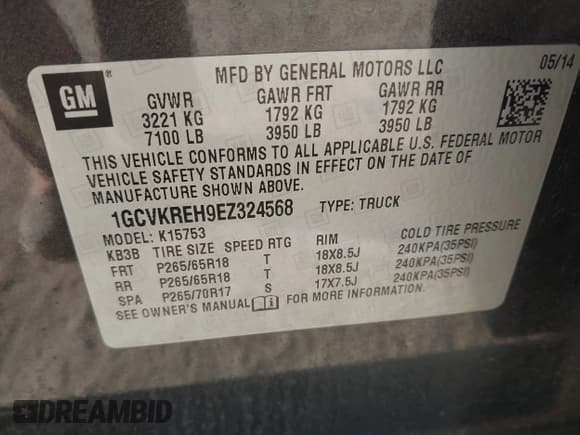 MFD BY GENERAL MOTORS LLC 05/14
GM
GVWR GAWR FRT GAWR RR
3221 KG 1792 KG 1792 KG
7100 LB 3950 LB 3950 LB
THIS VEHICLE CONFORMS TO ALL APPLICABLE U.S. FEDERAL MOTOR
VEHICLE SAFETY STANDARDS IN EFFECT ON THE DATE OF
MANUFACTURE SHOWN ABOVE.
1GCVKREH9EZ324568 TYPE: TRUCK
MODEL: K15753
KB3B TIRE SIZE SPEED RTG RIM COLD TIRE PRESSURE
FRT P265/65R18 T 18X8.5J 240KPA(35PSI)
RR P265/65R18 T 18X8.5J 240KPA(35PSI)
SPA P265/70R17 S 17X7.5J 240KPA(35PSI)
SEE OWNER'S MANUAL FOR MORE INFORMATION.
DREAMBID